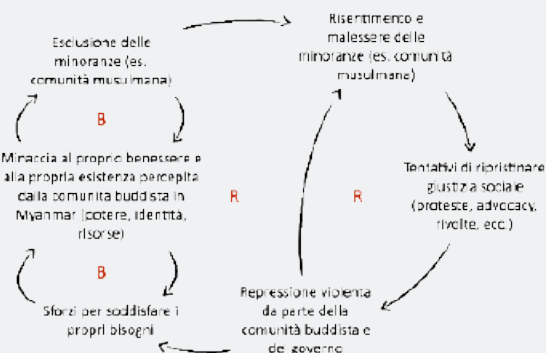 Esclusione delle
minoranze (es.
comunità musulmana)
Risentimento e
malessere delle
minoranze (es. comunità
musulmana)
B
Minaccia al proprio benessere e
alla propria esistenza percepita
dalla comunità buddista in
Myanmar (potere, identità,
risorse)
R
R
Tentativi di ripristinare
giustizia sociale
(proteste, advocacy,
rivolte, ecc.)
B
Sforzi per soddisfare i
propri bisogni
Repressione violenta
da parte della
comunità buddista e
del governo